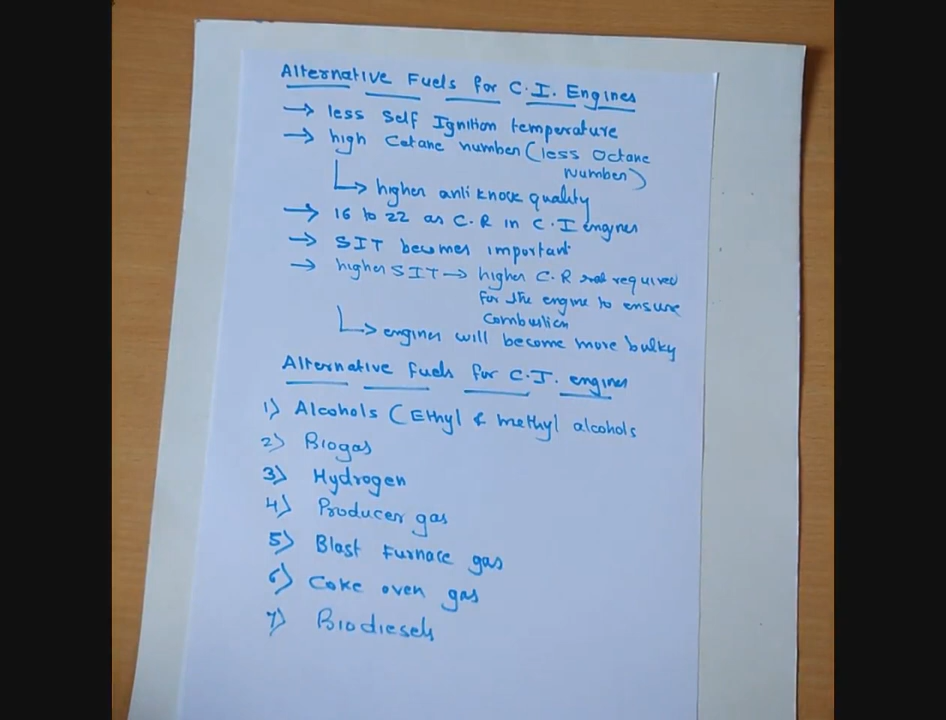 Alternative Fuels for C.I. Engines
→ less Self Ignition temperature
→ high Cetane number (less Octane
Number)
↳ higher anti knock quality
→ 16 to 22 as C.R in C.I engines
→ SIT becomes important
→ higher SIT → higher C.R required
for the engine to ensure
combustion
↳ engines will become more bulky
Alternative fuels for C.I. engines
1) Alcohols (Ethyl & methyl alcohols
2) Biogas
3) Hydrogen
4) Producer gas
5) Blast Furnace gas
6) Coke oven gas
7) Biodiesels